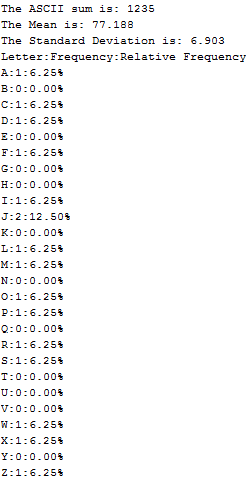 The ASCII sum is: 1235
The Mean is: 77.188
The Standard Deviation is: 6.903
Letter:Frequency:Relative Frequency
A:1:6.25%
B:0:0.00%
C:1:6.25%
D:1:6.25%
E:0:0.00%
F:1:6.25%
G:0:0.00%
H:0:0.00%
I:1:6.25%
J:2:12.50%
K:0:0.00%
L:1:6.25%
M:1:6.25%
N:0:0.00%
O:1:6.25%
P:1:6.25%
Q:0:0.00%
R:1:6.25%
S:1:6.25%
T:0:0.00%
U:0:0.00%
V:0:0.00%
W:1:6.25%
X:1:6.25%
Y:0:0.00%
Z:1:6.25%